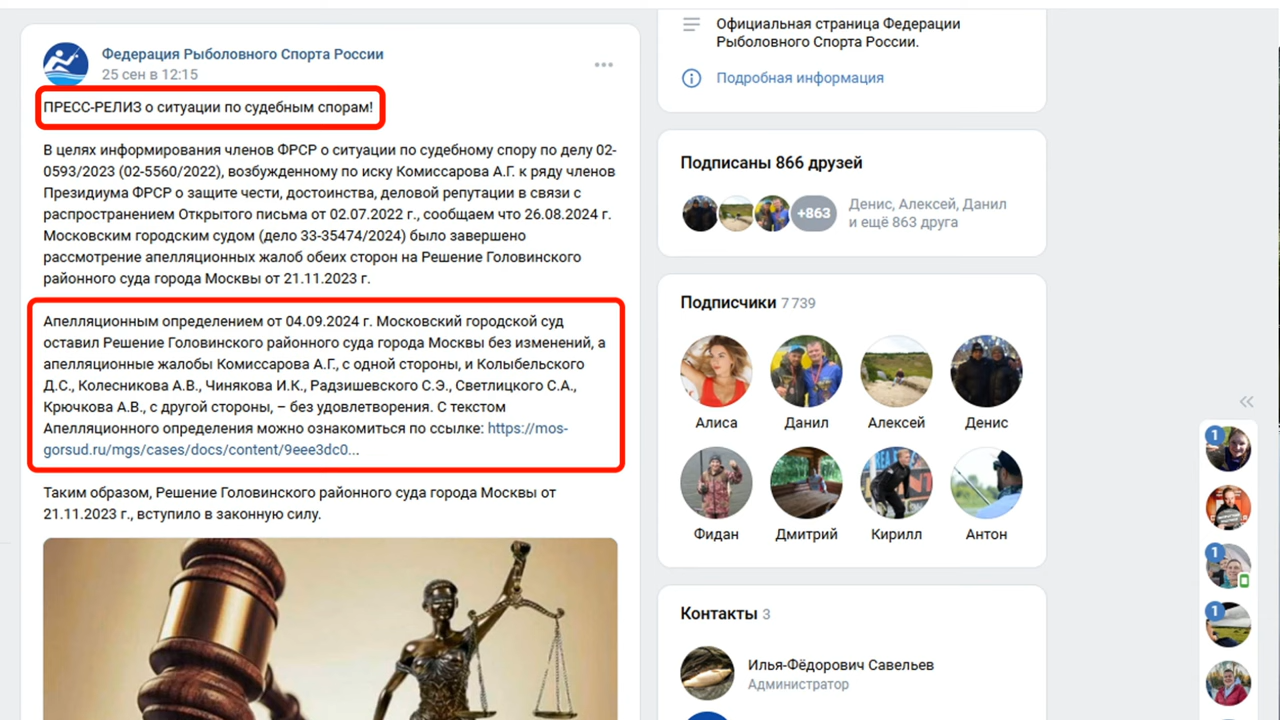 Федерация Рыболовного Спорта России
25 сен в 12:15
ПРЕСС-РЕЛИЗ о ситуации по судебным спорам!
В целях информирования членов ФРСР о ситуации по судебному спору по делу 02-
0593/2023 (02-5560/2022), возбужденному по иску Комиссарова А.Г. к ряду членов
Президиума ФРСР о защите чести, достоинства, деловой репутации в связи с
распространением Открытого письма от 02.07.2022 г., сообщаем что 26.08.2024 г.
Московским городским судом (дело 33-35474/2024) было завершено
рассмотрение апелляционных жалоб обеих сторон на Решение Головинского
районного суда города Москвы от 21.11.2023 г.
Апелляционным определением от 04.09.2024 г. Московский городской суд
оставил Решение Головинского районного суда города Москвы без изменений, а
апелляционные жалобы Комиссарова А.Г., с одной стороны, и Колыбельского
Д.С., Колесникова А.В., Чинякова И.К., Радзишевского С.Э., Светлицкого С.А.,
Крючкова А.В., с другой стороны, – без удовлетворения. С текстом
Апелляционного определения можно ознакомиться по ссылке: https://mos-
gorsud.ru/mgs/cases/docs/content/9eee3dc0...
Таким образом, Решение Головинского районного суда города Москвы от
21.11.2023 г., вступило в законную силу.
Официальная страница Федерации
Рыболовного Спорта России.
Подробная информация
Подписаны 866 друзей
+863
Денис, Алексей, Данил
и ещё 863 друга
Подписчики 7 739
Алиса Данил Алексей Денис
Фидан Дмитрий Кирилл Антон
Контакты 3
Илья-Фёдорович Савельев
Администратор
1
1
1